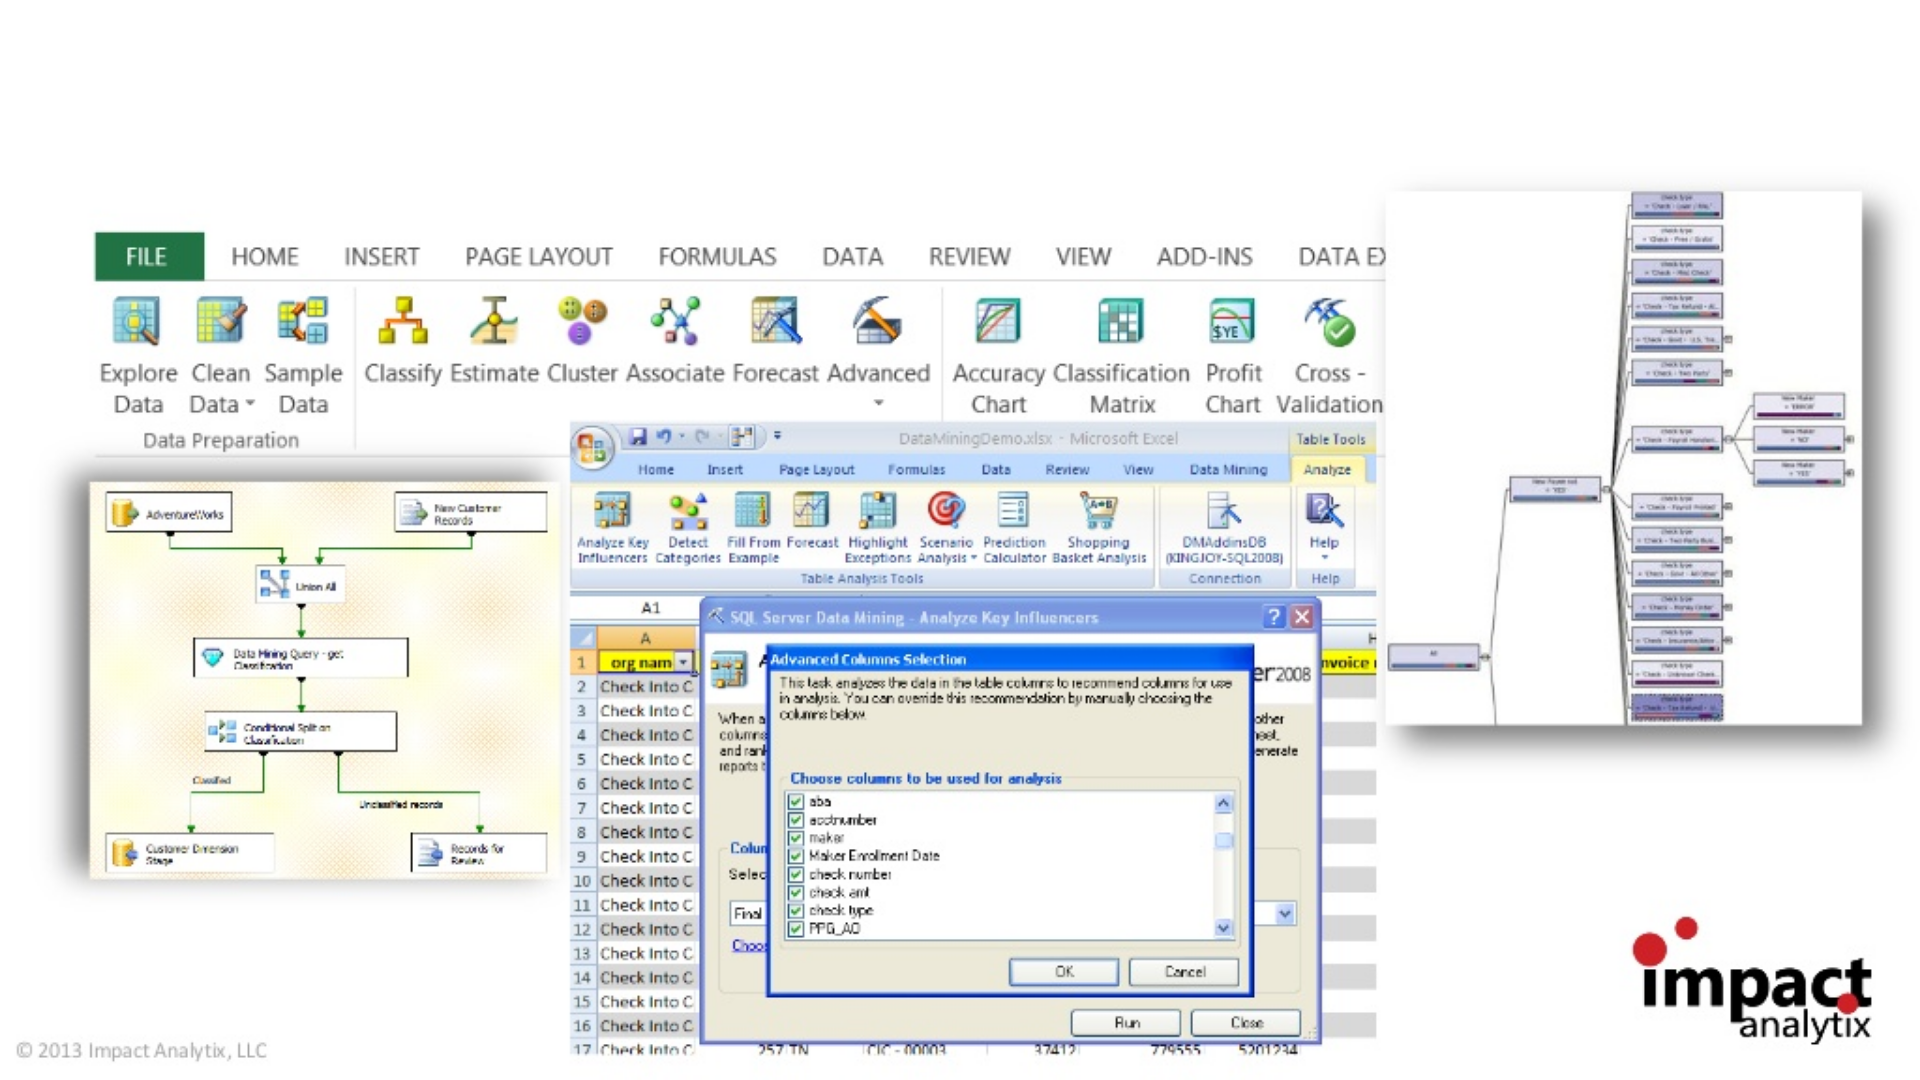 FILE HOME INSERT PAGE LAYOUT FORMULAS DATA REVIEW VIEW ADD-INS DATA EX
Explore Clean Sample Classify Estimate Cluster Associate Forecast Advanced Accuracy Classification Profit Cross -
Data Data Data Chart Matrix Chart Validation
Data Preparation
DataMiningDemo.xlsx - Microsoft Excel Table Tools
Home Insert Page Layout Formulas Data Review View Data Mining Analyze
Analyze Key Detect Fill From Forecast Highlight Scenario Prediction Shopping DMAddinsDB Help
Influencers Categories Example Exceptions Analysis Calculator Basket Analysis (KINGJOY-SQL2008)
Table Analysis Tools Connection Help
AdventureWorks
New Customer
Records
Union All
Data Mining Query - get
Classification
Conditional Split on
Classification
Classified
Unclassified records
Customer Dimension
Stage
Records for
Review
A1
A H
1 org nam nvoice
2 Check Into C
3 Check Into C
4 Check Into C
5 Check Into C
6 Check Into C
7 Check Into C
8 Check Into C
9 Check Into C
10 Check Into C
11 Check Into C
12 Check Into C
13 Check Into C
14 Check Into C
15 Check Into C
16 Check Into C
17 Check Into C 257 TN CIC - 00003 37412 779555 5201234
SQL Server Data Mining - Analyze Key Influencers
er2008
When a other
columns eet,
and rank enerate
reports t
Colun
Selec
Final
Choo
Advanced Columns Selection
This task analyzes the data in the table columns to recommend columns for use
in analysis. You can override this recommendation by manually choosing the
columns below.
Choose columns to be used for analysis
aba
acctnumber
maker
Maker Enrollment Date
check number
check amt
check type
PPG_AO
OK Cancel
Run Close
All
impact
analytix
© 2013 Impact Analytix, LLC